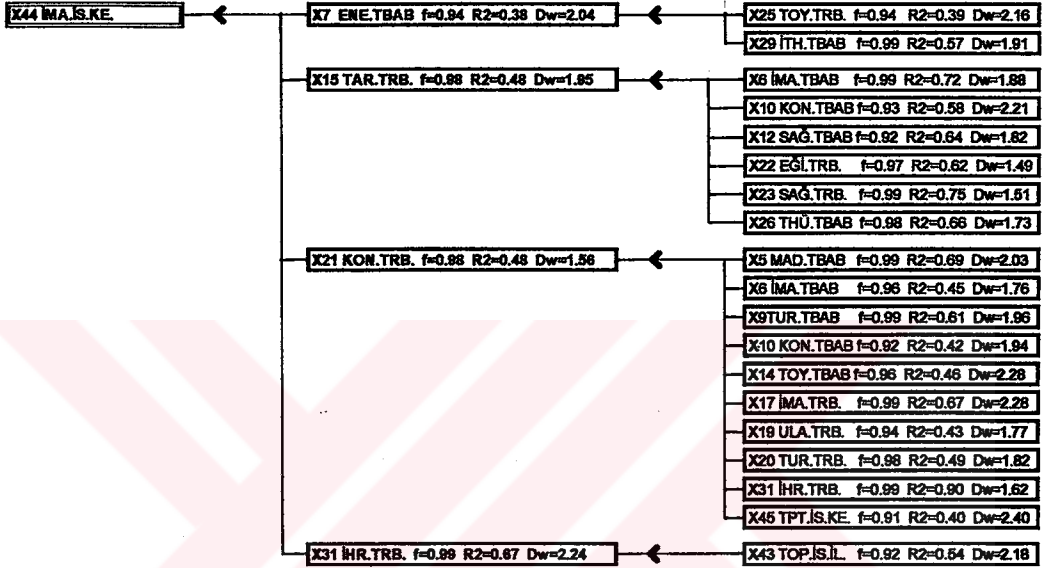 X44 İMA.İS.KE.
X7 ENE.TBAB f=0.94 R2=0.38 Dw=2.04
X25 TOY.TRB. f=0.94 R2=0.39 Dw=2.16
X29 İTH.TBAB f=0.99 R2=0.57 Dw=1.91
X15 TAR.TRB. f=0.98 R2=0.48 Dw=1.95
X6 İMA.TBAB f=0.99 R2=0.72 Dw=1.88
X10 KON.TBAB f=0.93 R2=0.58 Dw=2.21
X12 SAĞ.TBAB f=0.92 R2=0.64 Dw=1.82
X22 EĞİ.TRB. f=0.97 R2=0.62 Dw=1.49
X23 SAĞ.TRB. f=0.99 R2=0.75 Dw=1.51
X26 THÜ.TBAB f=0.98 R2=0.66 Dw=1.73
X21 KON.TRB. f=0.98 R2=0.48 Dw=1.56
X5 MAD.TBAB f=0.99 R2=0.69 Dw=2.03
X6 İMA.TBAB f=0.96 R2=0.45 Dw=1.76
X9TUR.TBAB f=0.99 R2=0.61 Dw=1.96
X10 KON.TBAB f=0.92 R2=0.42 Dw=1.94
X14 TOY.TBAB f=0.96 R2=0.46 Dw=2.28
X17 İMA.TRB. f=0.99 R2=0.67 Dw=2.28
X19 ULA.TRB. f=0.94 R2=0.43 Dw=1.77
X20 TUR.TRB. f=0.98 R2=0.49 Dw=1.82
X31 İHR.TRB. f=0.99 R2=0.90 Dw=1.62
X45 TPT.İS.KE. f=0.91 R2=0.40 Dw=2.40
X31 İHR.TRB. f=0.99 R2=0.67 Dw=2.24
X43 TOP.İS.İL. f=0.92 R2=0.54 Dw=2.18